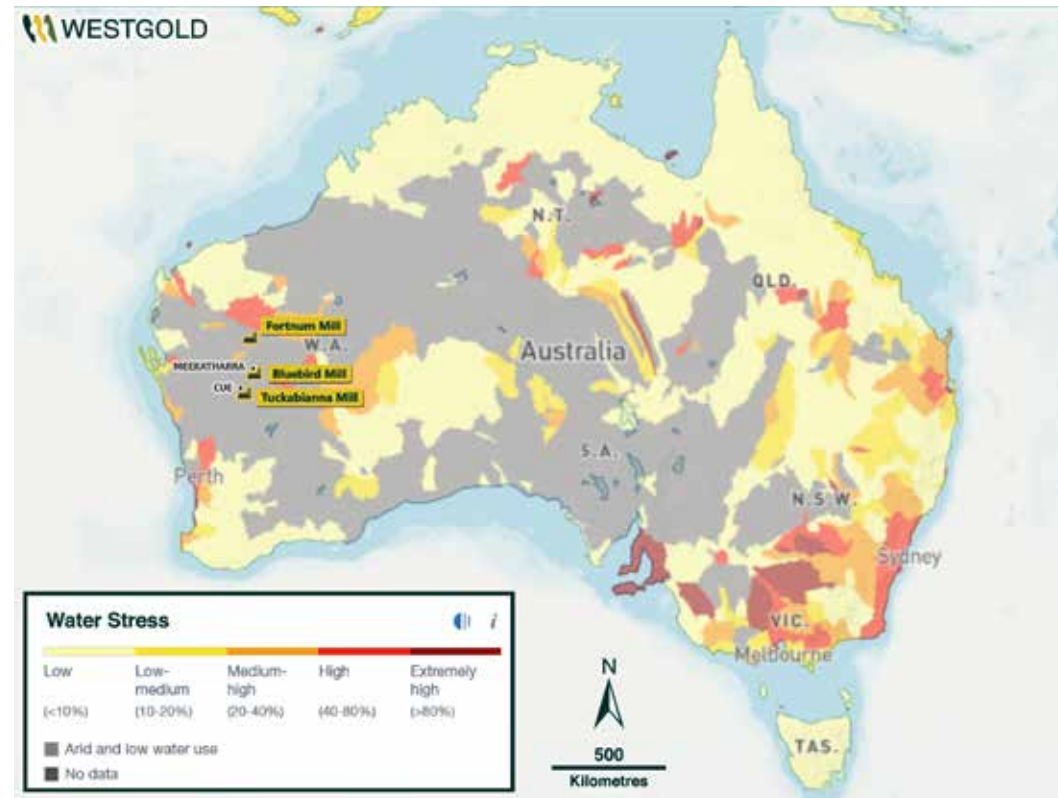 WESTGOLD
N.T.
QLD.
Fortnum Mill
W.A.
Australia
MEEKATHARRA
Bluebird Mill
CUE
Tuckabianna Mill
S.A.
Perth
N.S.W.
Sydney
VIC.
Melbourne
TAS.
Water Stress
i
Low
Low-medium
Medium-high
High
Extremely high
(<10%)
(10-20%)
(20-40%)
(40-80%)
(>80%)
Arid and low water use
No data
N
500
Kilometres